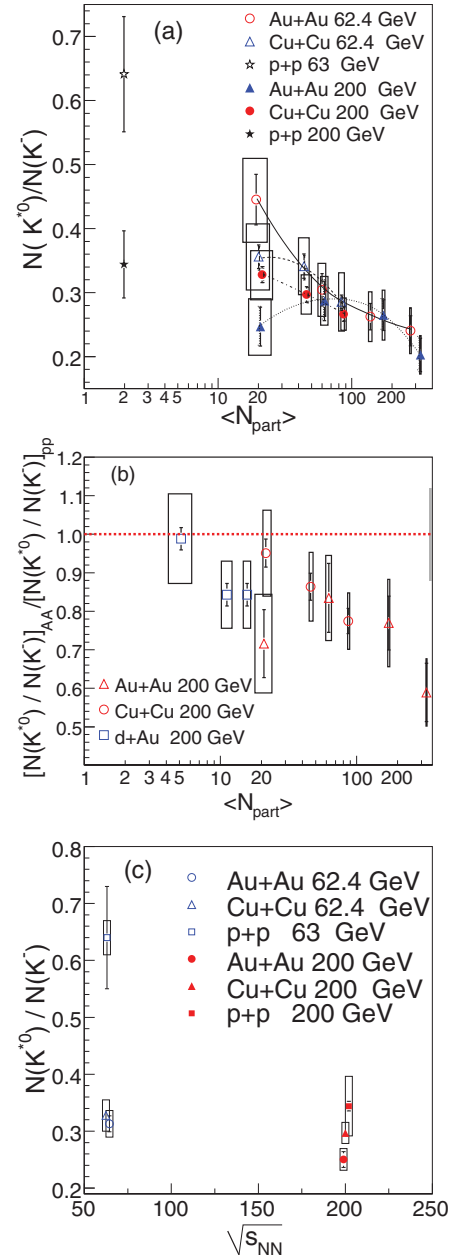 (a)
Au+Au 62.4 GeV
Cu+Cu 62.4 GeV
p+p 63 GeV
Au+Au 200 GeV
Cu+Cu 200 GeV
p+p 200 GeV
N( K*0)/N(K-)
0.7
0.6
0.5
0.4
0.3
0.2
1 2 3 4 5 10 20 100 200
<Npart>
(b)
[N(K*0) / N(K-)]AA/[N(K*0) / N(K-)]pp
1.2
1.1
1.0
0.9
0.8
0.7
0.6
0.5
Au+Au 200 GeV
Cu+Cu 200 GeV
d+Au 200 GeV
1 2 3 4 5 10 20 100 200
<Npart>
(c)
Au+Au 62.4 GeV
Cu+Cu 62.4 GeV
p+p 63 GeV
Au+Au 200 GeV
Cu+Cu 200 GeV
p+p 200 GeV
N(K*0) / N(K-)
0.8
0.7
0.6
0.5
0.4
0.3
0.2
50 100 150 200 250
√sNN